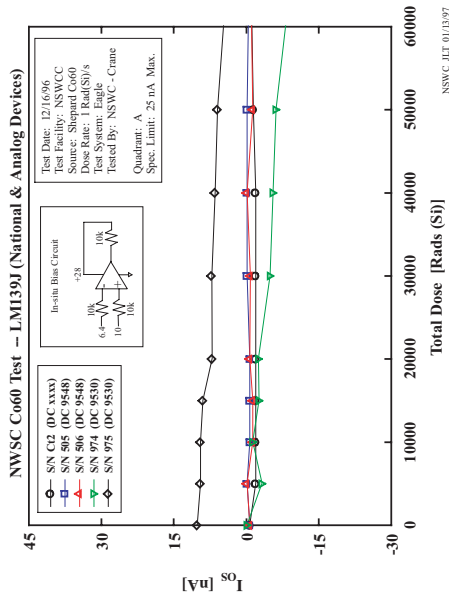 NWSC Co60 Test – LM139J (National & Analog Devices)
S/N Ct2 (DC xxxx)
S/N 505 (DC 9548)
S/N 506 (DC 9548)
S/N 974 (DC 9530)
S/N 975 (DC 9530)
In-situ Bias Circuit
+28
10k
6.4
10k
10
10k
-
+
Test Date: 12/16/96
Test Facility: NSWCC
Source: Shepard Co60
Dose Rate: 1 Rad(Si)/s
Test System: Eagle
Tested By: NSWC - Crane
Quadrant: A
Spec. Limit: 25 nA Max.
45
30
15
0
-15
-30
I_OS [nA]
0
10000
20000
30000
40000
50000
60000
Total Dose [Rads (Si)]
NSWC JLT 01/13/97